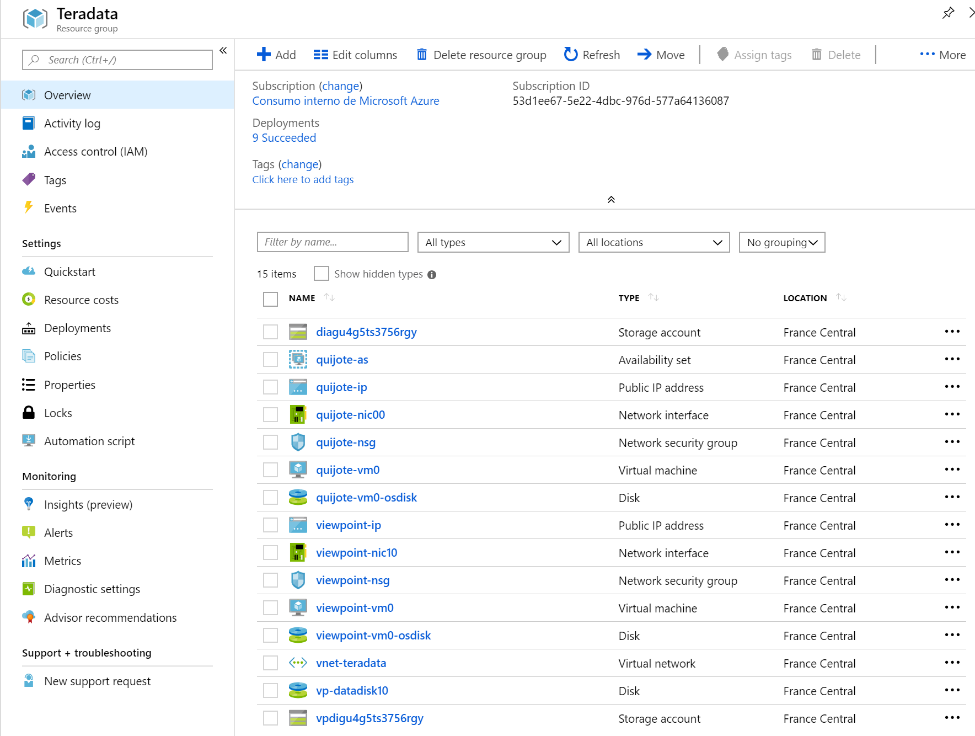 Teradata
Resource group
Search (Ctrl+/)
Overview
Activity log
Access control (IAM)
Tags
Events
Settings
Quickstart
Resource costs
Deployments
Policies
Properties
Locks
Automation script
Monitoring
Insights (preview)
Alerts
Metrics
Diagnostic settings
Advisor recommendations
Support + troubleshooting
New support request
Add Edit columns Delete resource group Refresh Move Assign tags Delete More
Subscription (change)
Consumo interno de Microsoft Azure
Subscription ID
53d1ee67-5e22-4dbc-976d-577a64136087
Deployments
9 Succeeded
Tags (change)
Click here to add tags
Filter by name... All types All locations No grouping
15 items Show hidden types
NAME TYPE LOCATION
diagu4g5ts3756rgy Storage account France Central
quijote-as Availability set France Central
quijote-ip Public IP address France Central
quijote-nic00 Network interface France Central
quijote-nsg Network security group France Central
quijote-vm0 Virtual machine France Central
quijote-vm0-osdisk Disk France Central
viewpoint-ip Public IP address France Central
viewpoint-nic10 Network interface France Central
viewpoint-nsg Network security group France Central
viewpoint-vm0 Virtual machine France Central
viewpoint-vm0-osdisk Disk France Central
vnet-teradata Virtual network France Central
vp-datadisk10 Disk France Central
vpdigu4g5ts3756rgy Storage account France Central